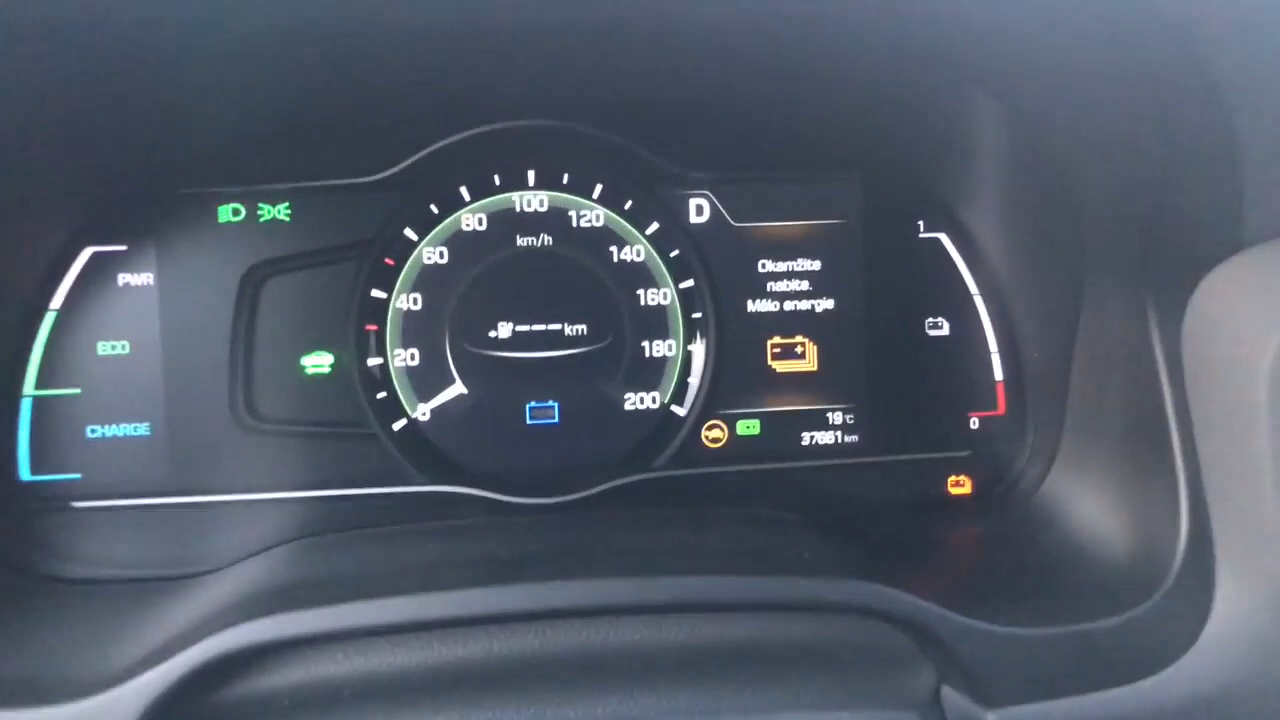 PWR
ECO
CHARGE
0
20
40
60
80
100
120
140
160
180
200
km/h
---km
D
Okamžite
nabite.
Málo energie
19°C
37661 km
1
0